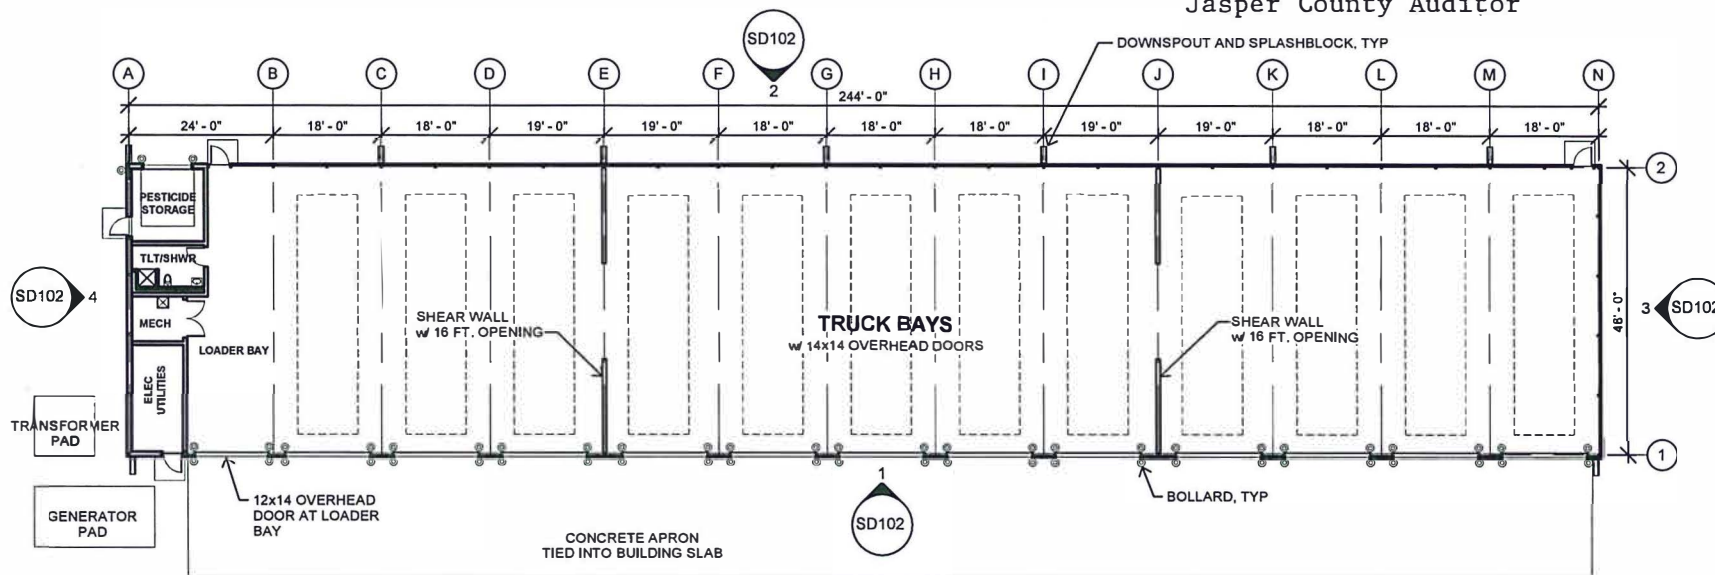 Jasper County Auditor
SD102
2
DOWNSPOUT AND SPLASHBLOCK, TYP
A B C D E F G H I J K L M N
244' - 0"
24' - 0" 18' - 0" 18' - 0" 19' - 0" 19' - 0" 18' - 0" 18' - 0" 18' - 0" 19' - 0" 19' - 0" 18' - 0" 18' - 0" 18' - 0"
2
PESTICIDE
STORAGE
TLT/SHWR
SD102 4
MECH
LOADER BAY
ELEC
UTILITIES
SHEAR WALL
w/ 16 FT. OPENING
TRUCK BAYS
w/ 14x14 OVERHEAD DOORS
SHEAR WALL
w/ 16 FT. OPENING
48' - 0"
3 SD102
TRANSFORMER
PAD
1
GENERATOR
PAD
12x14 OVERHEAD
DOOR AT LOADER
BAY
1
SD102
BOLLARD, TYP
CONCRETE APRON
TIED INTO BUILDING SLAB